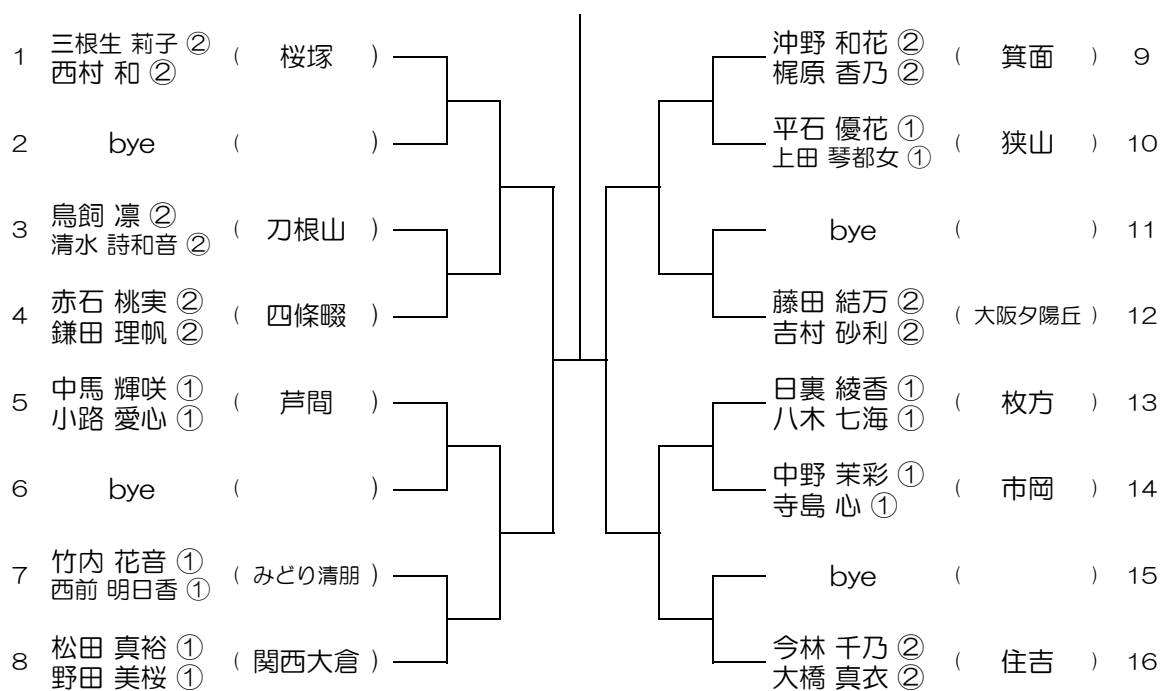 1 三根生 莉子 ② ( 桜塚 )
西村 和 ②
2 bye ( )
3 鳥飼 凛 ② ( 刀根山 )
清水 詩和音 ②
4 赤石 桃実 ② ( 四條畷 )
鎌田 理帆 ②
5 中馬 輝咲 ① ( 芦間 )
小路 愛心 ①
6 bye ( )
7 竹内 花音 ① ( みどり清朋 )
西前 明日香 ①
8 松田 真裕 ① ( 関西大倉 )
野田 美桜 ①
沖野 和花 ② ( 箕面 ) 9
梶原 香乃 ②
平石 優花 ① ( 狭山 ) 10
上田 琴都女 ①
bye ( ) 11
藤田 結万 ② ( 大阪夕陽丘 ) 12
吉村 砂利 ②
日裏 綾香 ① ( 枚方 ) 13
八木 七海 ①
中野 茉彩 ① ( 市岡 ) 14
寺島 心 ①
bye ( ) 15
今林 千乃 ② ( 住吉 ) 16
大橋 真衣 ②